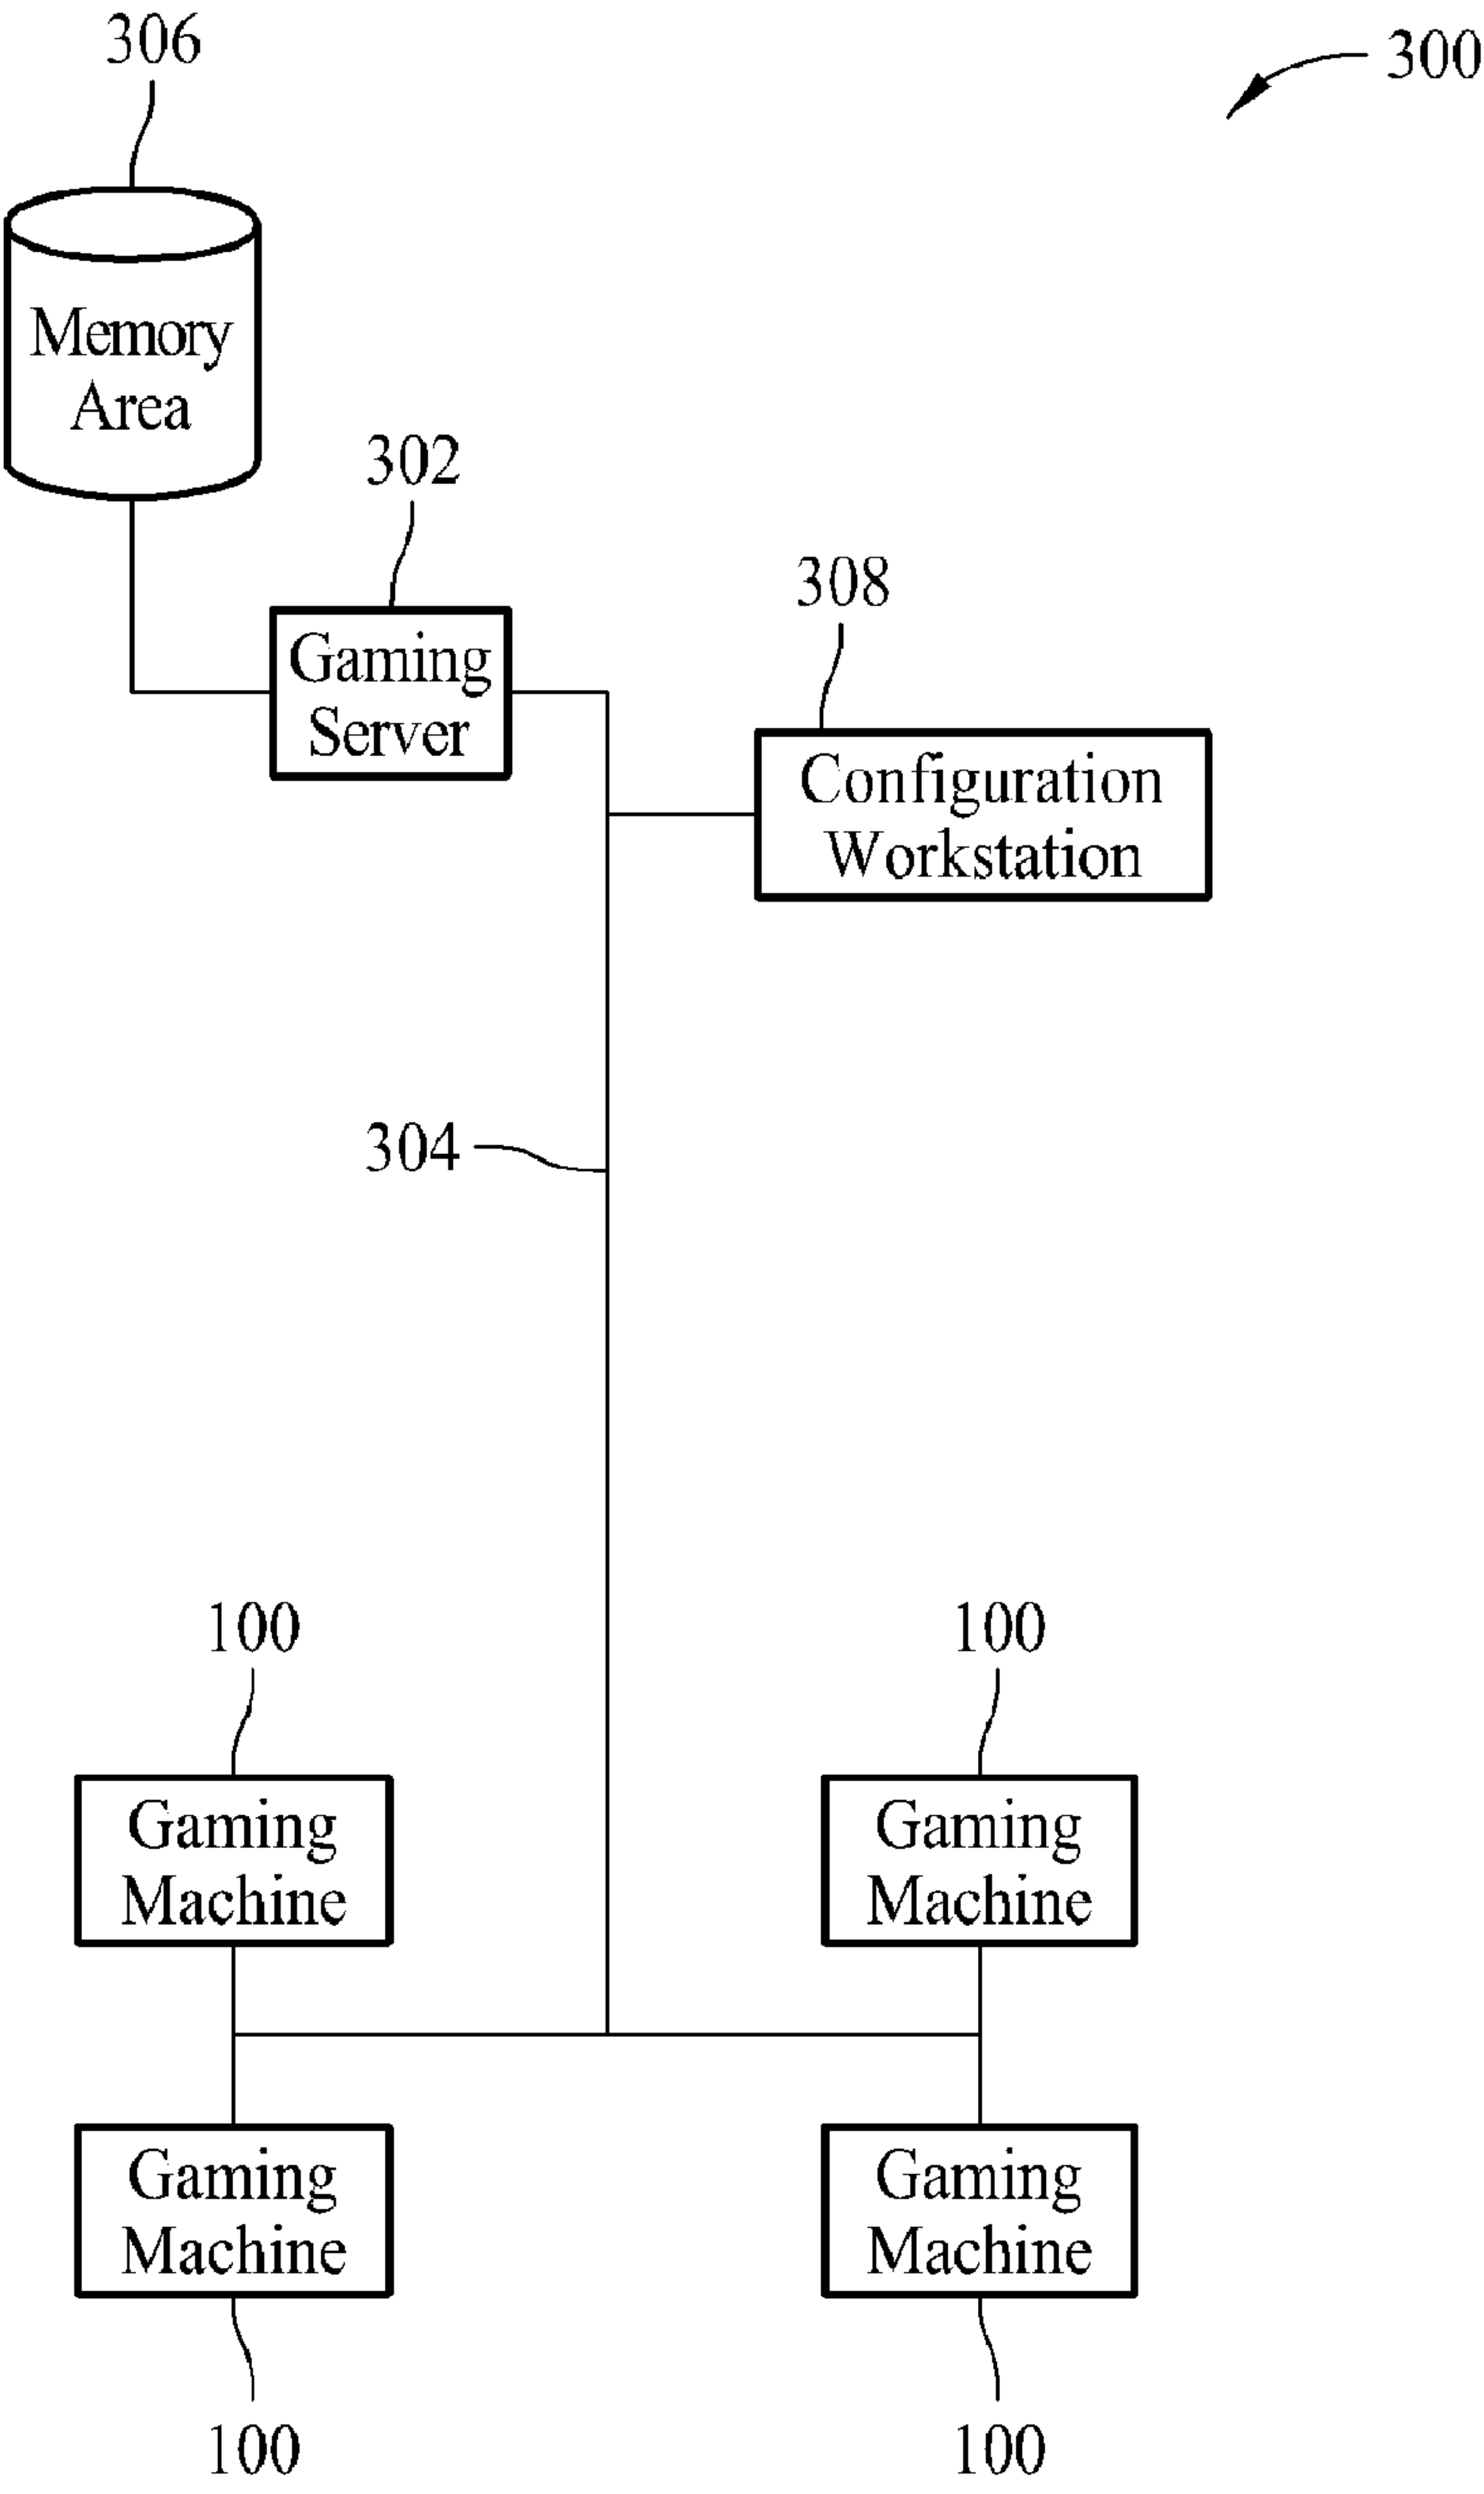 306
300
Memory
Area
302
308
Gaming
Server
Configuration
Workstation
304
100
100
Gaming
Machine
Gaming
Machine
Gaming
Machine
Gaming
Machine
100
100